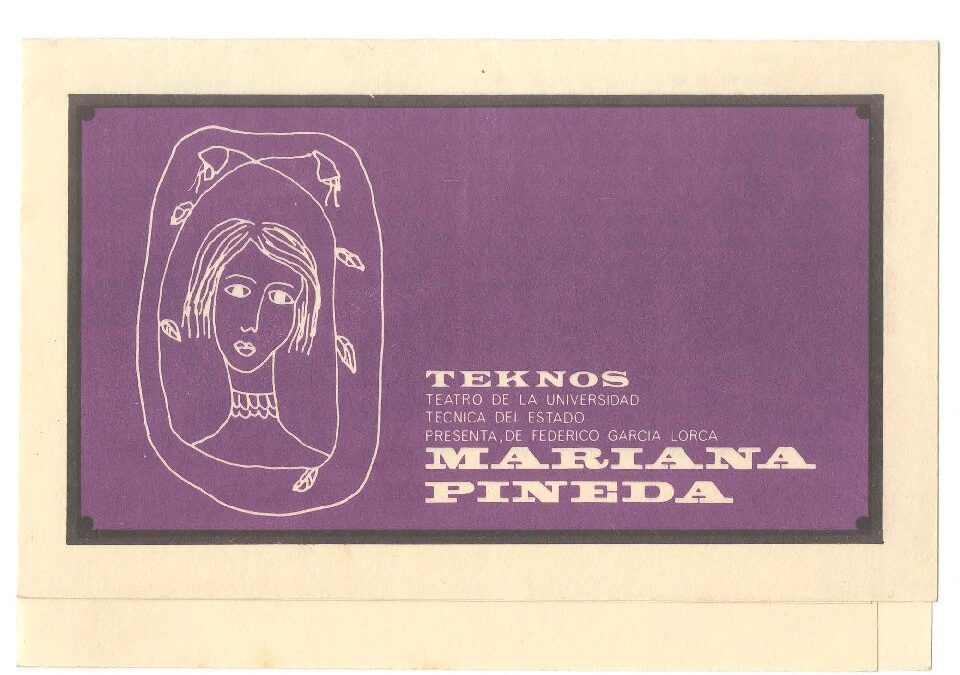 TEKNOS
TEATRO DE LA UNIVERSIDAD
TECNICA DEL ESTADO
PRESENTA, DE FEDERICO GARCIA LORCA
MARIANA
PINEDA